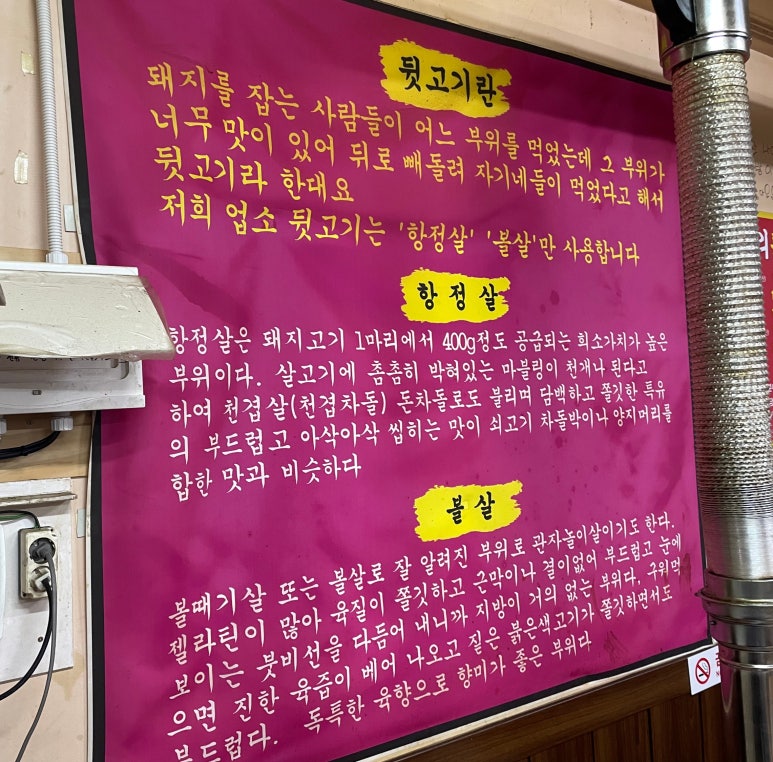 뒷고기란
돼지를 잡는 사람들이 어느 부위를 먹었는데 그 부위가
너무 맛이 있어 뒤로 빼돌려 자기네들이 먹었다고 해서
뒷고기라 한대요
저희 업소 뒷고기는 '항정살' '볼살'만 사용합니다
항정살
항정살은 돼지고기 1마리에서 400g정도 공급되는 희소가치가 높은
부위이다. 살고기에 촘촘히 박혀있는 마블링이 천개나 된다고
하여 천겹살(천겹차돌) 돈차돌로도 불리며 담백하고 쫄깃한 특유
의 부드럽고 아삭아삭 씹히는 맛이 쇠고기 차돌박이나 양지머리를
합한 맛과 비슷하다
볼살
볼때기살 또는 볼살로 잘 알려진 부위로 관자놀이살이기도 한다.
젤라틴이 많아 육질이 쫄깃하고 근막이나 결이없어 부드럽고 눈에
보이는 붓비선을 다듬어 내니까 지방이 거의 없는 부위다. 구워먹
으면 진한 육즙이 베어 나오고 짙은 붉은색고기가 쫄깃하면서도
부드럽다. 독특한 육향으로 향미가 좋은 부위다